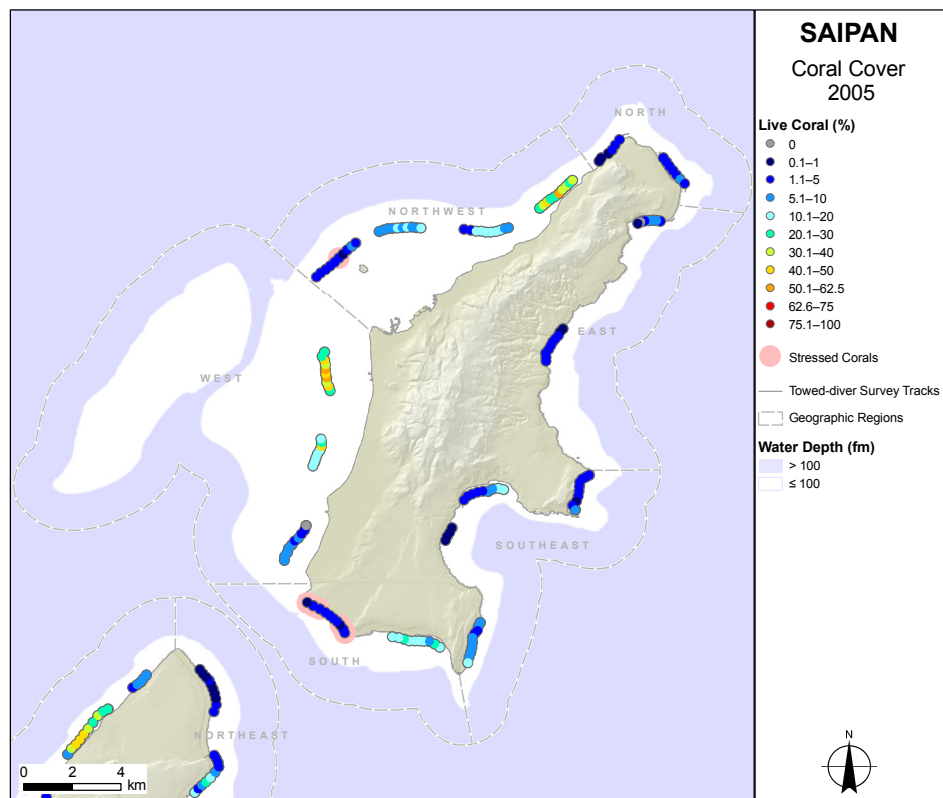 SAIPAN
Coral Cover
2005
Live Coral (%)
0
0.1–1
1.1–5
5.1–10
10.1–20
20.1–30
30.1–40
40.1–50
50.1–62.5
62.6–75
75.1–100
Stressed Corals
Towed-diver Survey Tracks
Geographic Regions
Water Depth (fm)
> 100
≤ 100
N
NORTH
NORTHWEST
EAST
WEST
SOUTHEAST
SOUTH
NORTHEAST
0 2 4
km